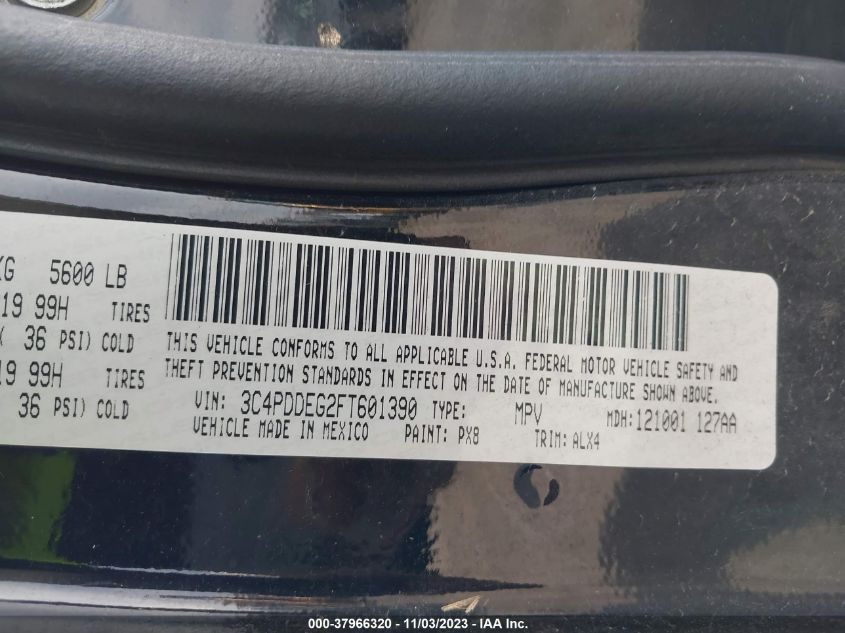 KG 5600 LB
19 99H TIRES
( 36 PSI) COLD
19 99H TIRES
36 PSI) COLD
THIS VEHICLE CONFORMS TO ALL APPLICABLE U.S.A. FEDERAL MOTOR VEHICLE SAFETY AND
THEFT PREVENTION STANDARDS IN EFFECT ON THE DATE OF MANUFACTURE SHOWN ABOVE.
VIN: 3C4PDDEG2FT601390 TYPE: MPV MDH:121001 127AA
VEHICLE MADE IN MEXICO PAINT: PX8 TRIM: ALX4
000-37966320 - 11/03/2023 - © IAA Inc.